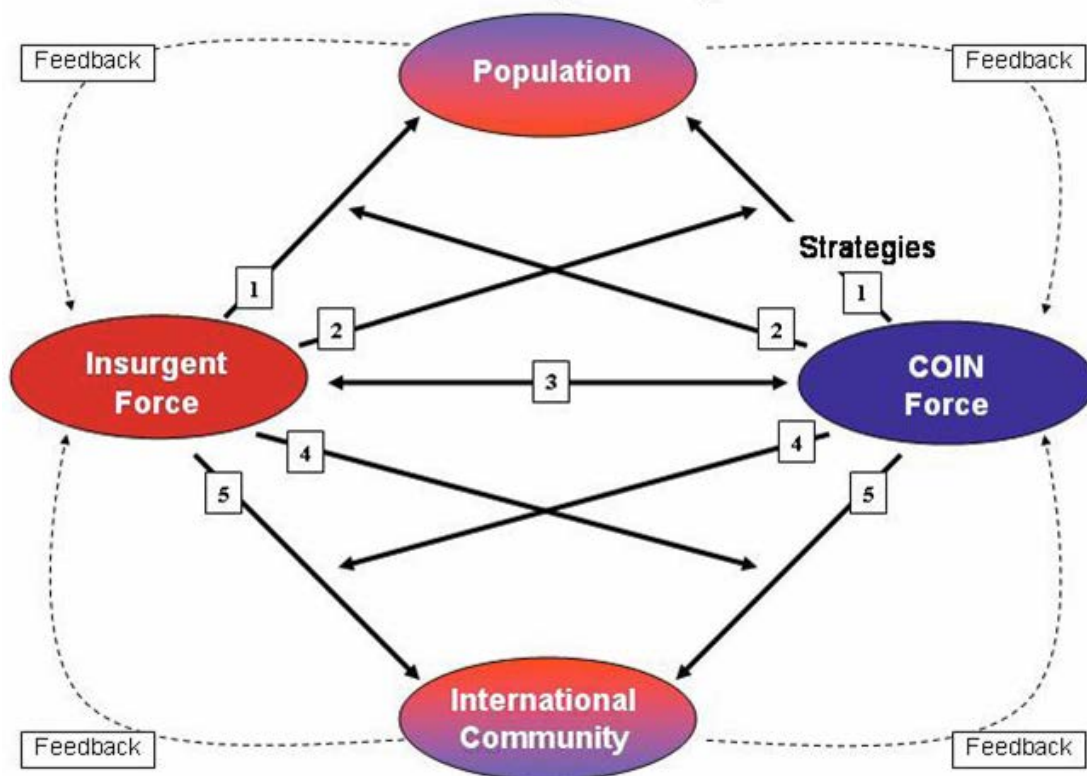 Feedback
Population
Feedback
Strategies
1
1
2
2
Insurgent
Force
3
COIN
Force
4
4
5
5
International
Community
Feedback
Feedback